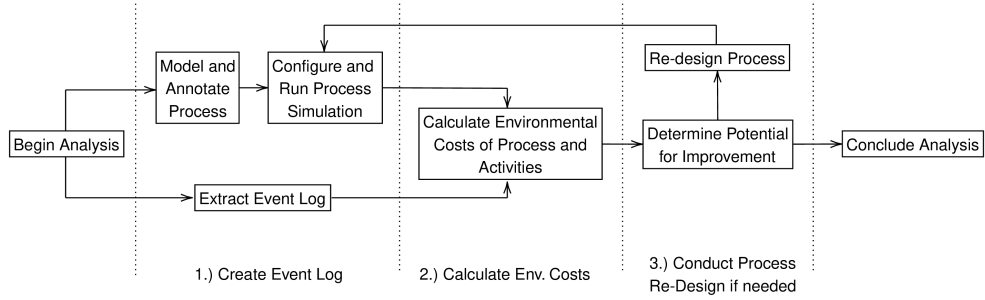 Begin Analysis
Model and
Annotate
Process
Configure and
Run Process
Simulation
Extract Event Log
Calculate Environmental
Costs of Process and
Activities
Re-design Process
Determine Potential
for Improvement
Conclude Analysis
1.) Create Event Log
2.) Calculate Env. Costs
3.) Conduct Process
Re-Design if needed